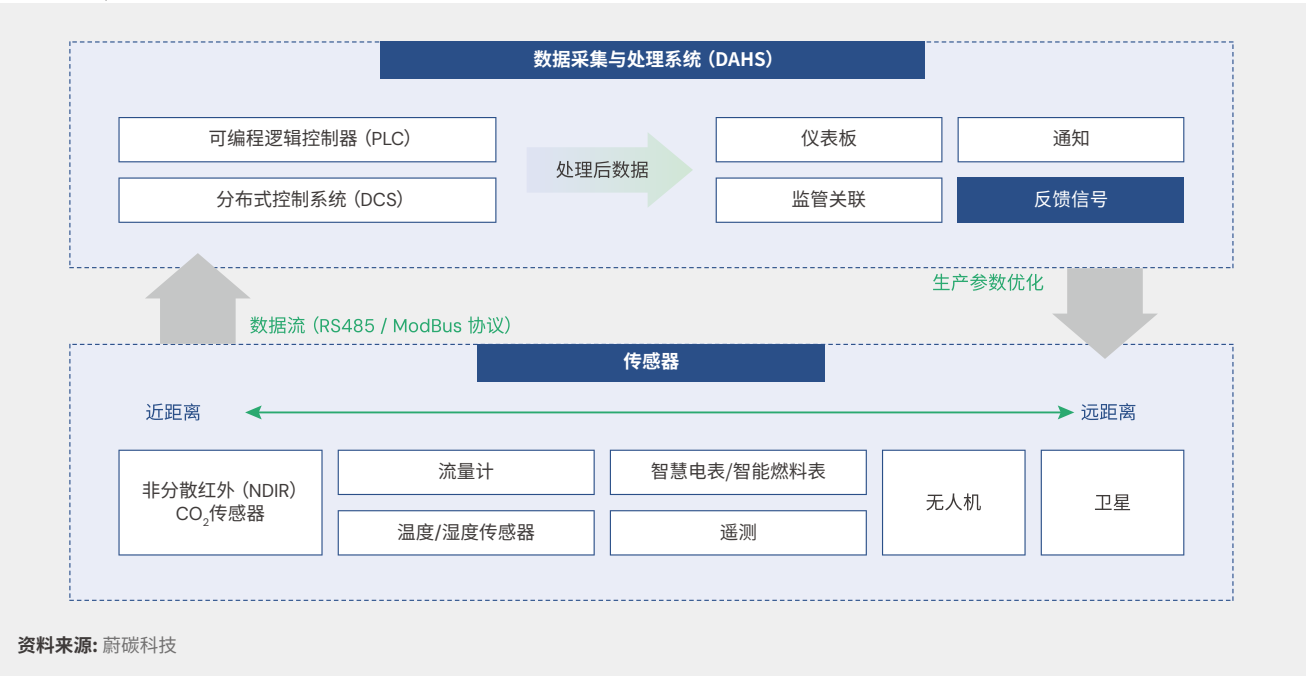 数据采集与处理系统（DAHS）
可编程逻辑控制器（PLC）
分布式控制系统（DCS）
处理后数据
仪表板
通知
监管关联
反馈信号
生产参数优化
数据流（RS485 / ModBus 协议）
传感器
近距离
远距离
非分散红外（NDIR）
CO₂传感器
流量计
温度/湿度传感器
智慧电表/智能燃料表
遥测
无人机
卫星
资料来源: 蔚碳科技